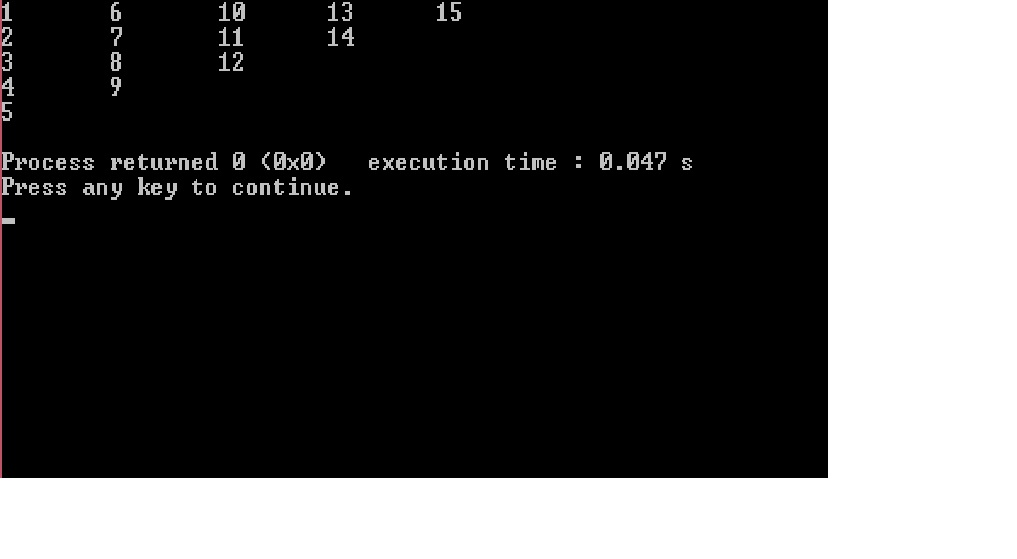 1       6       10      13      15
2       7       11      14
3       8       12
4       9
5
Process returned 0 (0x0)   execution time : 0.047 s
Press any key to continue.